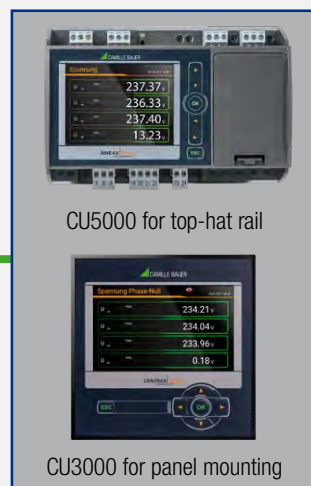 CAMILLE BAUER
Spannung
U 237.37 V
U 236.33 V
U 237.40 V
U 13.23 V
OK
ESC
SINEAX
CU5000 for top-hat rail
CAMILLE BAUER
Spannung Phase-Null
U 234.21 V
U 234.04 V
U 233.96 V
U 0.18 V
CENTRAX
ESC
OK
CU3000 for panel mounting